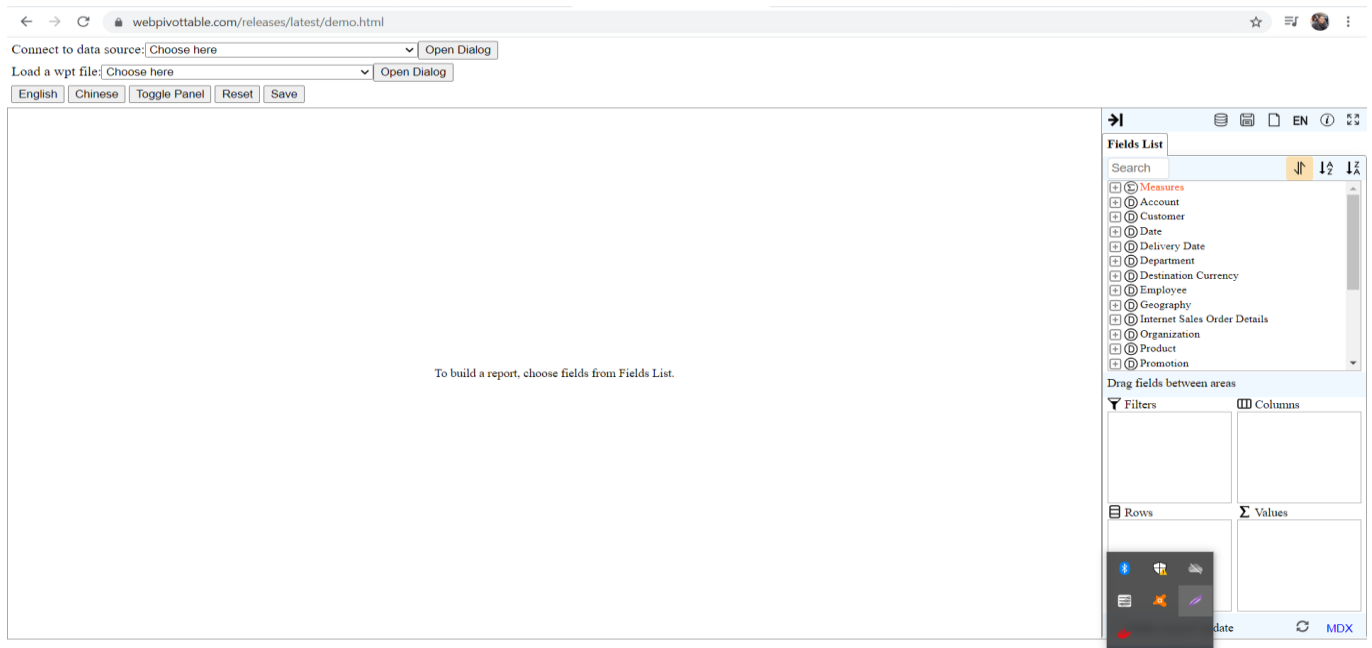 webpivottable.com/releases/latest/demo.html
Connect to data source: Choose here Open Dialog
Load a wpt file: Choose here Open Dialog
English Chinese Toggle Panel Reset Save
EN
Fields List
Search
Measures
Account
Customer
Date
Delivery Date
Department
Destination Currency
Employee
Geography
Internet Sales Order Details
Organization
Product
Promotion
To build a report, choose fields from Fields List.
Drag fields between areas
Filters Columns
Rows Values
date MDX